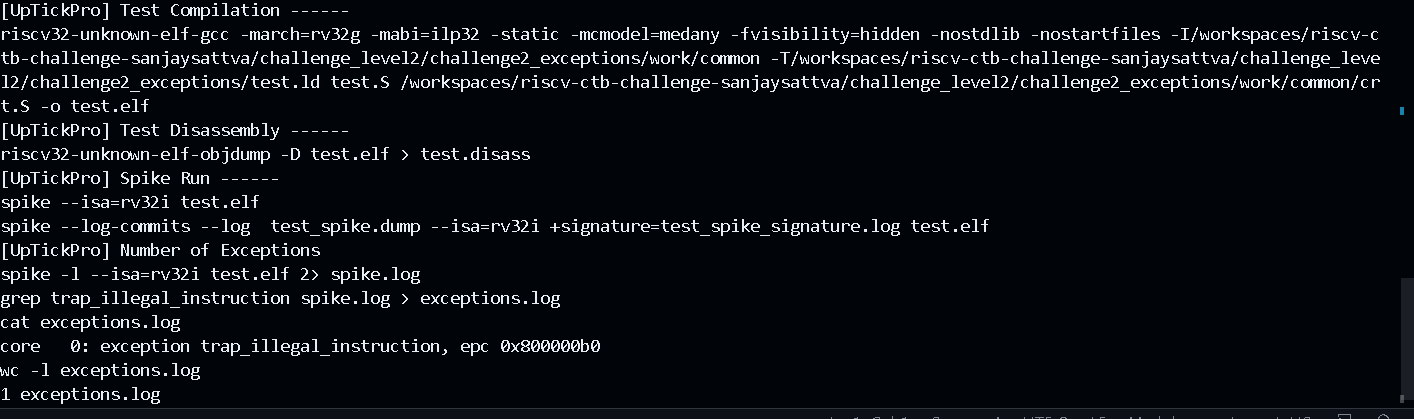 [UpTickPro] Test Compilation ------
riscv32-unknown-elf-gcc -march=rv32g -mabi=ilp32 -static -mcmodel=medany -fvisibility=hidden -nostdlib -nostartfiles -I/workspaces/riscv-c
tb-challenge-sanjaysattva/challenge_level2/challenge2_exceptions/work/common -T/workspaces/riscv-ctb-challenge-sanjaysattva/challenge_leve
l2/challenge2_exceptions/test.ld test.S /workspaces/riscv-ctb-challenge-sanjaysattva/challenge_level2/challenge2_exceptions/work/common/cr
t.S -o test.elf
[UpTickPro] Test Disassembly ------
riscv32-unknown-elf-objdump -D test.elf > test.disass
[UpTickPro] Spike Run ------
spike --isa=rv32i test.elf
spike --log-commits --log  test_spike.dump --isa=rv32i +signature=test_spike_signature.log test.elf
[UpTickPro] Number of Exceptions
spike -l --isa=rv32i test.elf 2> spike.log
grep trap_illegal_instruction spike.log > exceptions.log
cat exceptions.log
core   0: exception trap_illegal_instruction, epc 0x800000b0
wc -l exceptions.log
1 exceptions.log